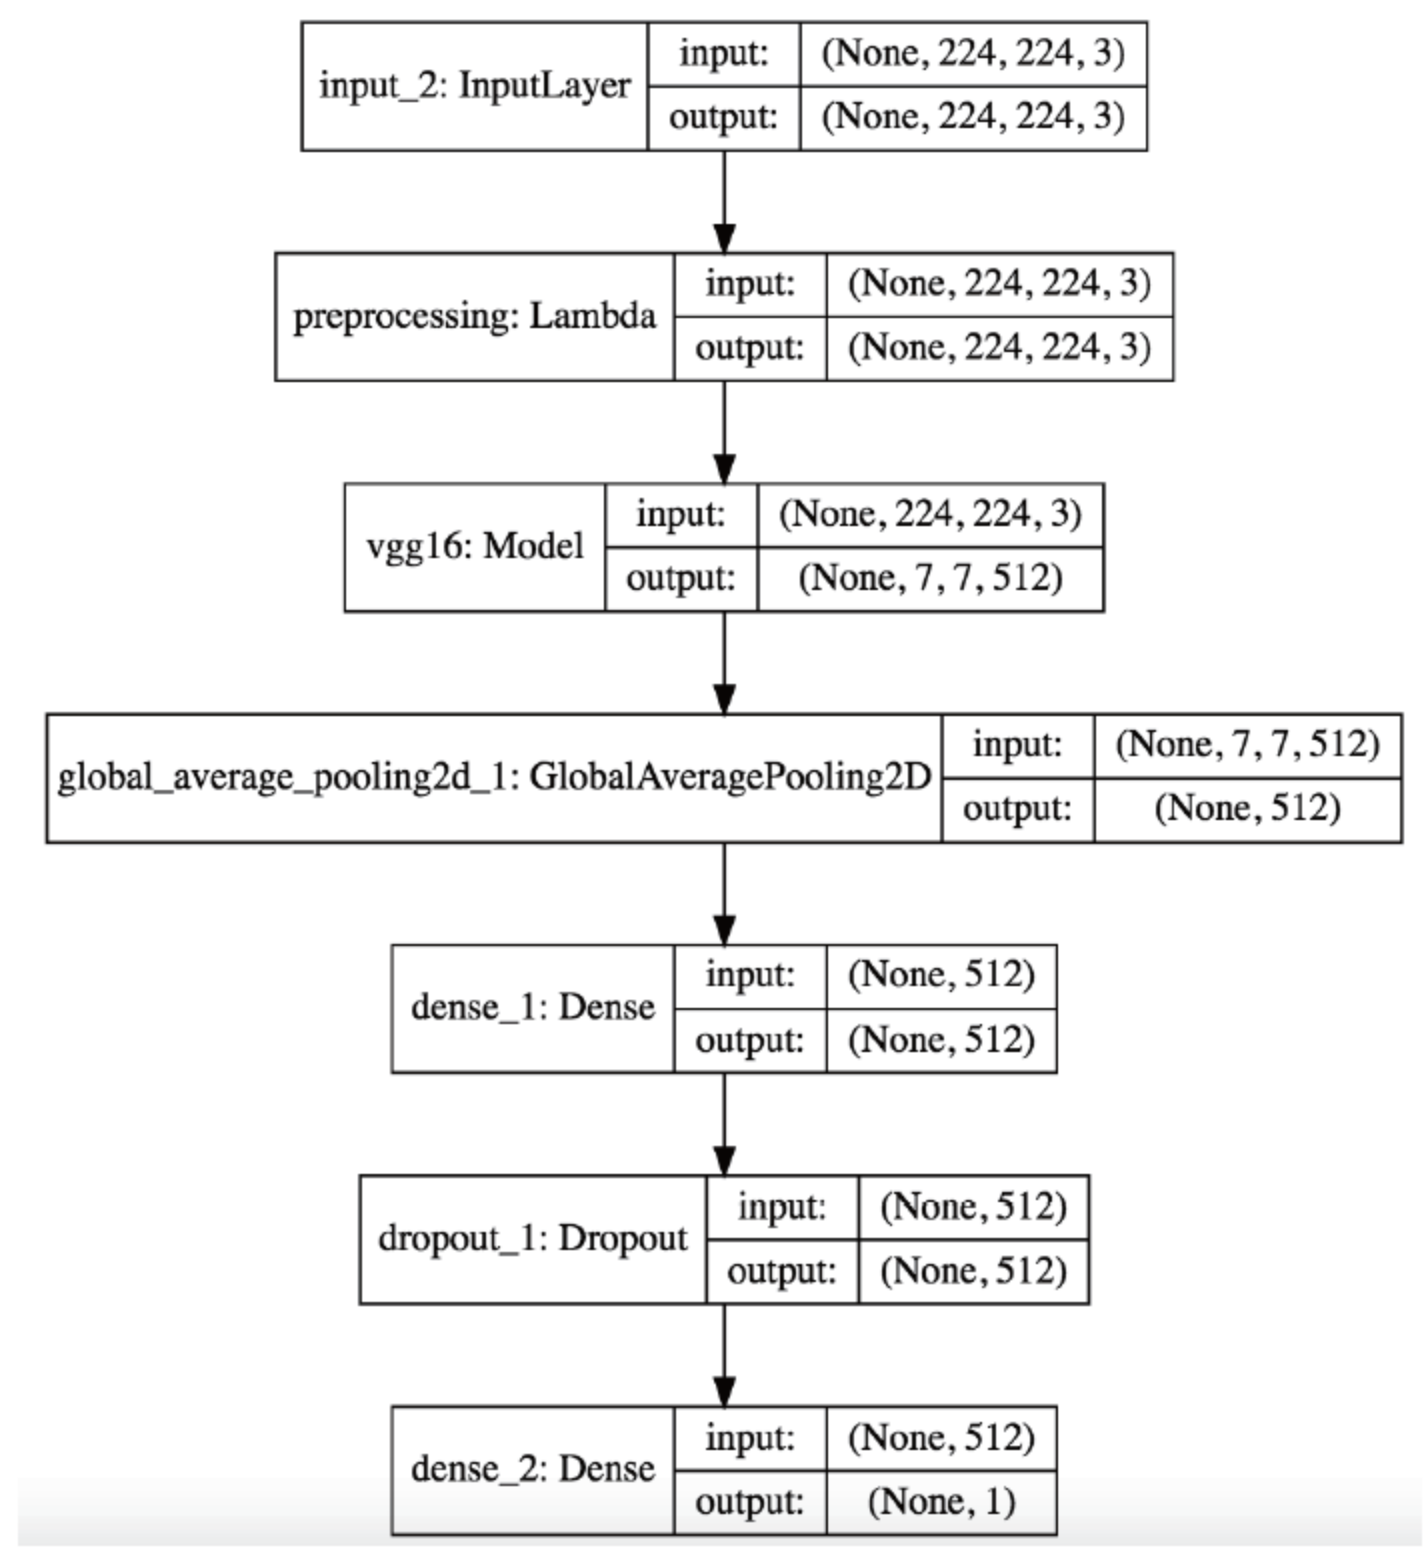 input_2: InputLayer
input: (None, 224, 224, 3)
output: (None, 224, 224, 3)
preprocessing: Lambda
input: (None, 224, 224, 3)
output: (None, 224, 224, 3)
vgg16: Model
input: (None, 224, 224, 3)
output: (None, 7, 7, 512)
global_average_pooling2d_1: GlobalAveragePooling2D
input: (None, 7, 7, 512)
output: (None, 512)
dense_1: Dense
input: (None, 512)
output: (None, 512)
dropout_1: Dropout
input: (None, 512)
output: (None, 512)
dense_2: Dense
input: (None, 512)
output: (None, 1)